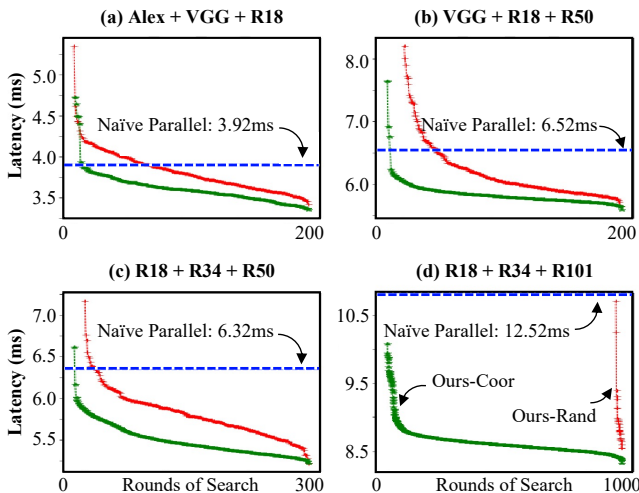 (a) Alex + VGG + R18
(b) VGG + R18 + R50
Latency (ms)
5.0
4.5
4.0
3.5
Naïve Parallel: 3.92ms
0
200
8.0
7.0
6.0
Naïve Parallel: 6.52ms
0
200
(c) R18 + R34 + R50
(d) R18 + R34 + R101
Latency (ms)
7.0
6.5
6.0
5.5
Naïve Parallel: 6.32ms
0
300
Rounds of Search
10.5
9.5
8.5
Naïve Parallel: 12.52ms
Ours-Coor
Ours-Rand
0
1000
Rounds of Search